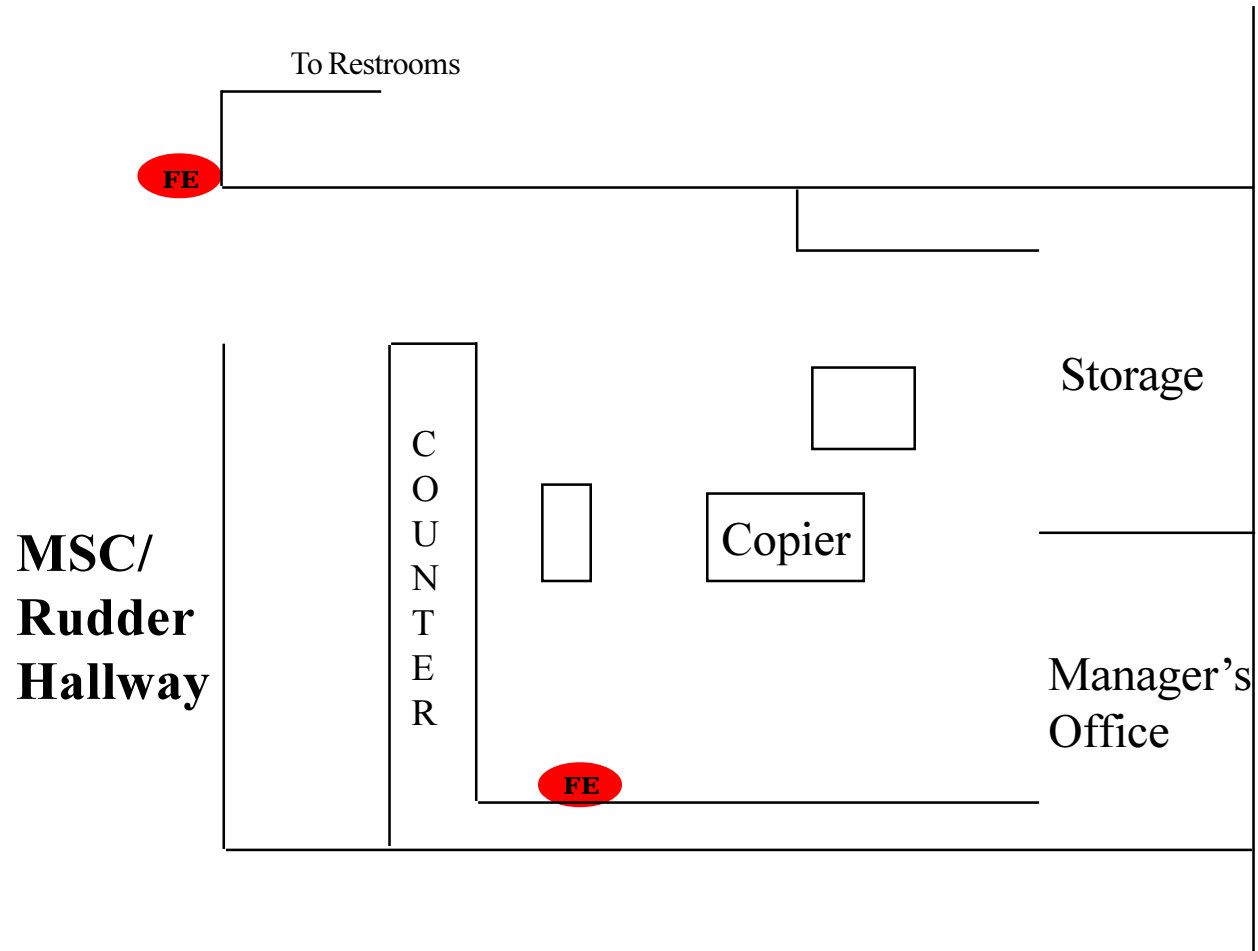 To Restrooms
FE
Storage
C
O
U
N
T
E
R
Copier
MSC/
Rudder
Hallway
Manager’s
Office
FE